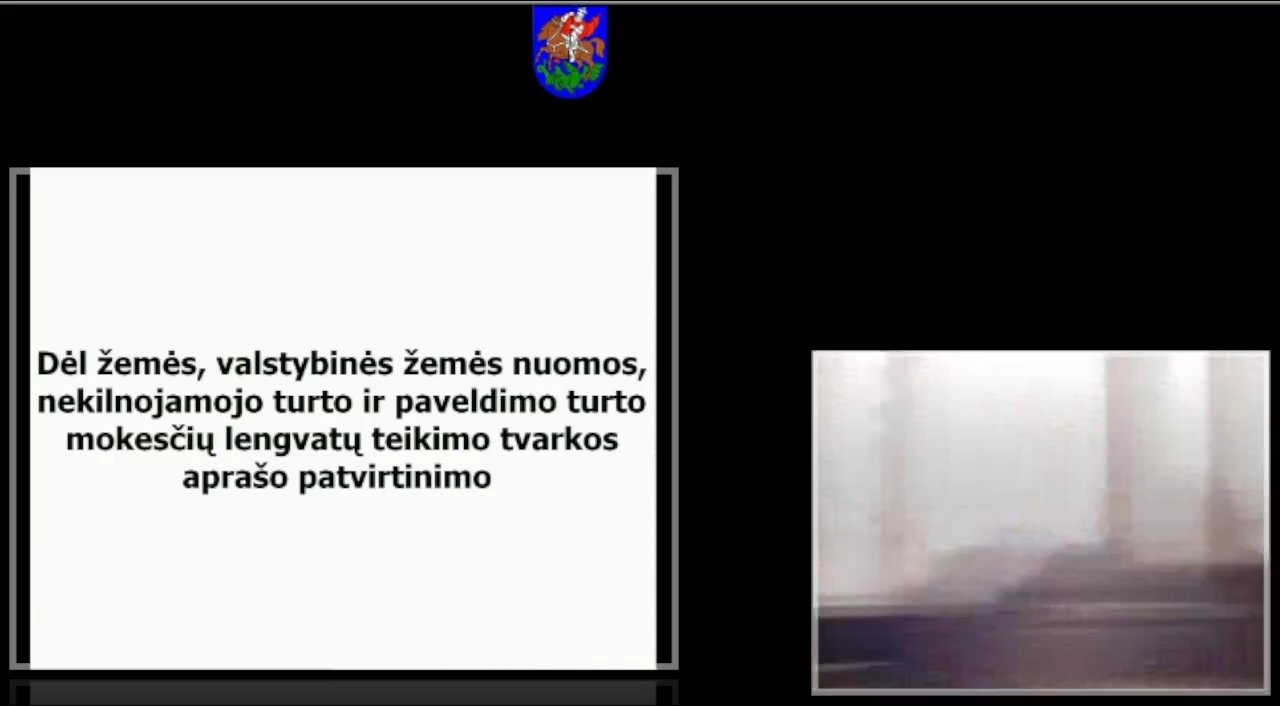 Dėl žemės, valstybinės žemės nuomos,
nekilnojamojo turto ir paveldimo turto
mokesčių lengvatų teikimo tvarkos
aprašo patvirtinimo